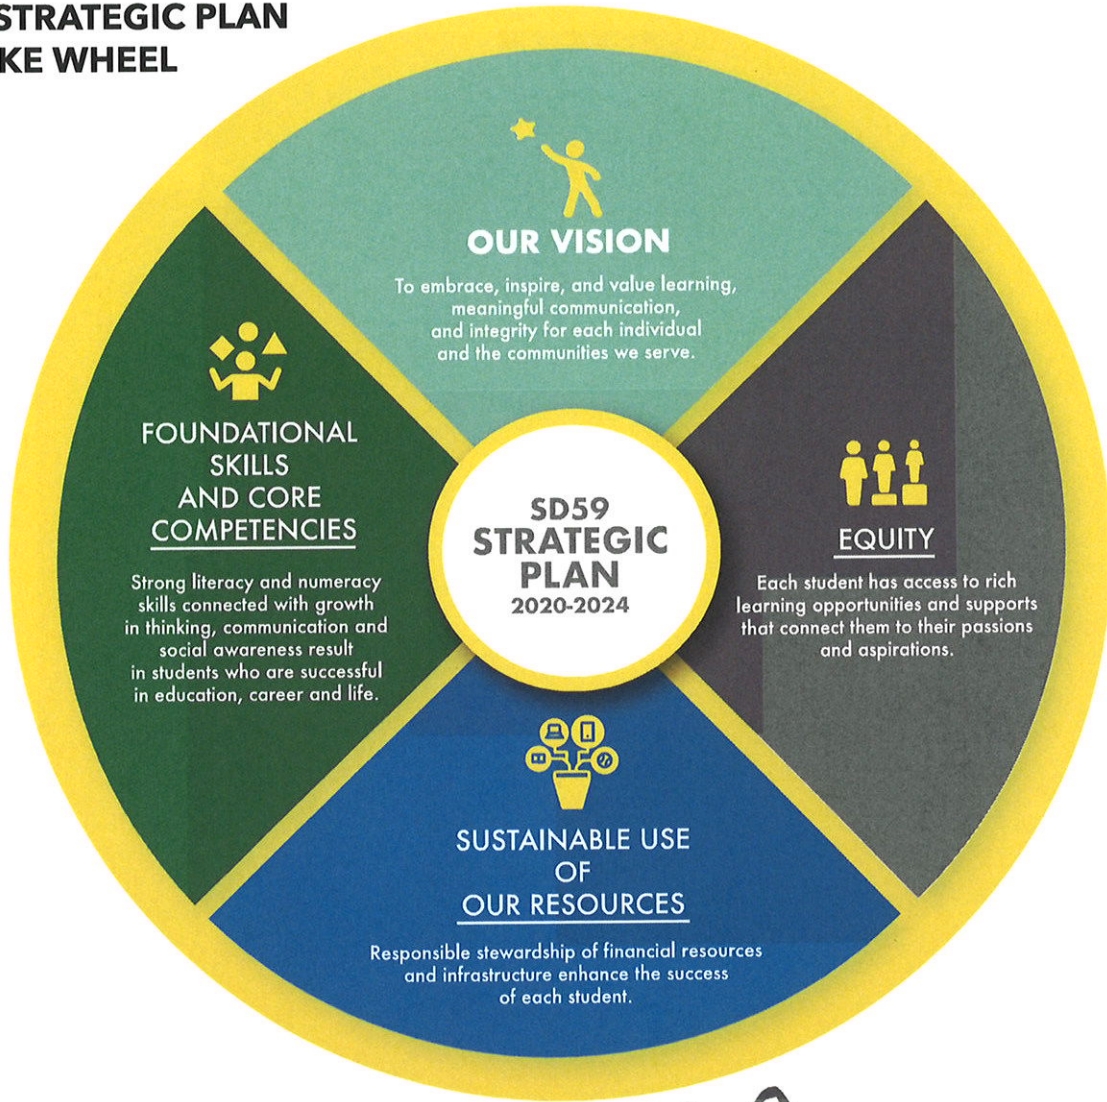 STRATEGIC PLAN
KE WHEEL
OUR VISION
To embrace, inspire, and value learning,
meaningful communication,
and integrity for each individual
and the communities we serve.
FOUNDATIONAL
SKILLS
AND CORE
COMPETENCIES
Strong literacy and numeracy
skills connected with growth
in thinking, communication and
social awareness result
in students who are successful
in education, career and life.
SD59
STRATEGIC
PLAN
2020-2024
EQUITY
Each student has access to rich
learning opportunities and supports
that connect them to their passions
and aspirations.
SUSTAINABLE USE
OF
OUR RESOURCES
Responsible stewardship of financial resources
and infrastructure enhance the success
of each student.